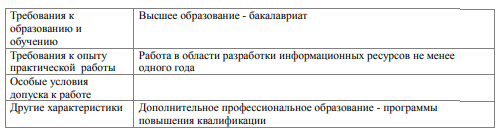 Требования к Высшее образование - бакалавриат
образованию и
обучению
Требования к опыту Работа в области разработки информационных ресурсов не менее
практической работы одного года
Особые условия
допуска к работе
Другие характеристики Дополнительное профессиональное образование - программы
повышения квалификации